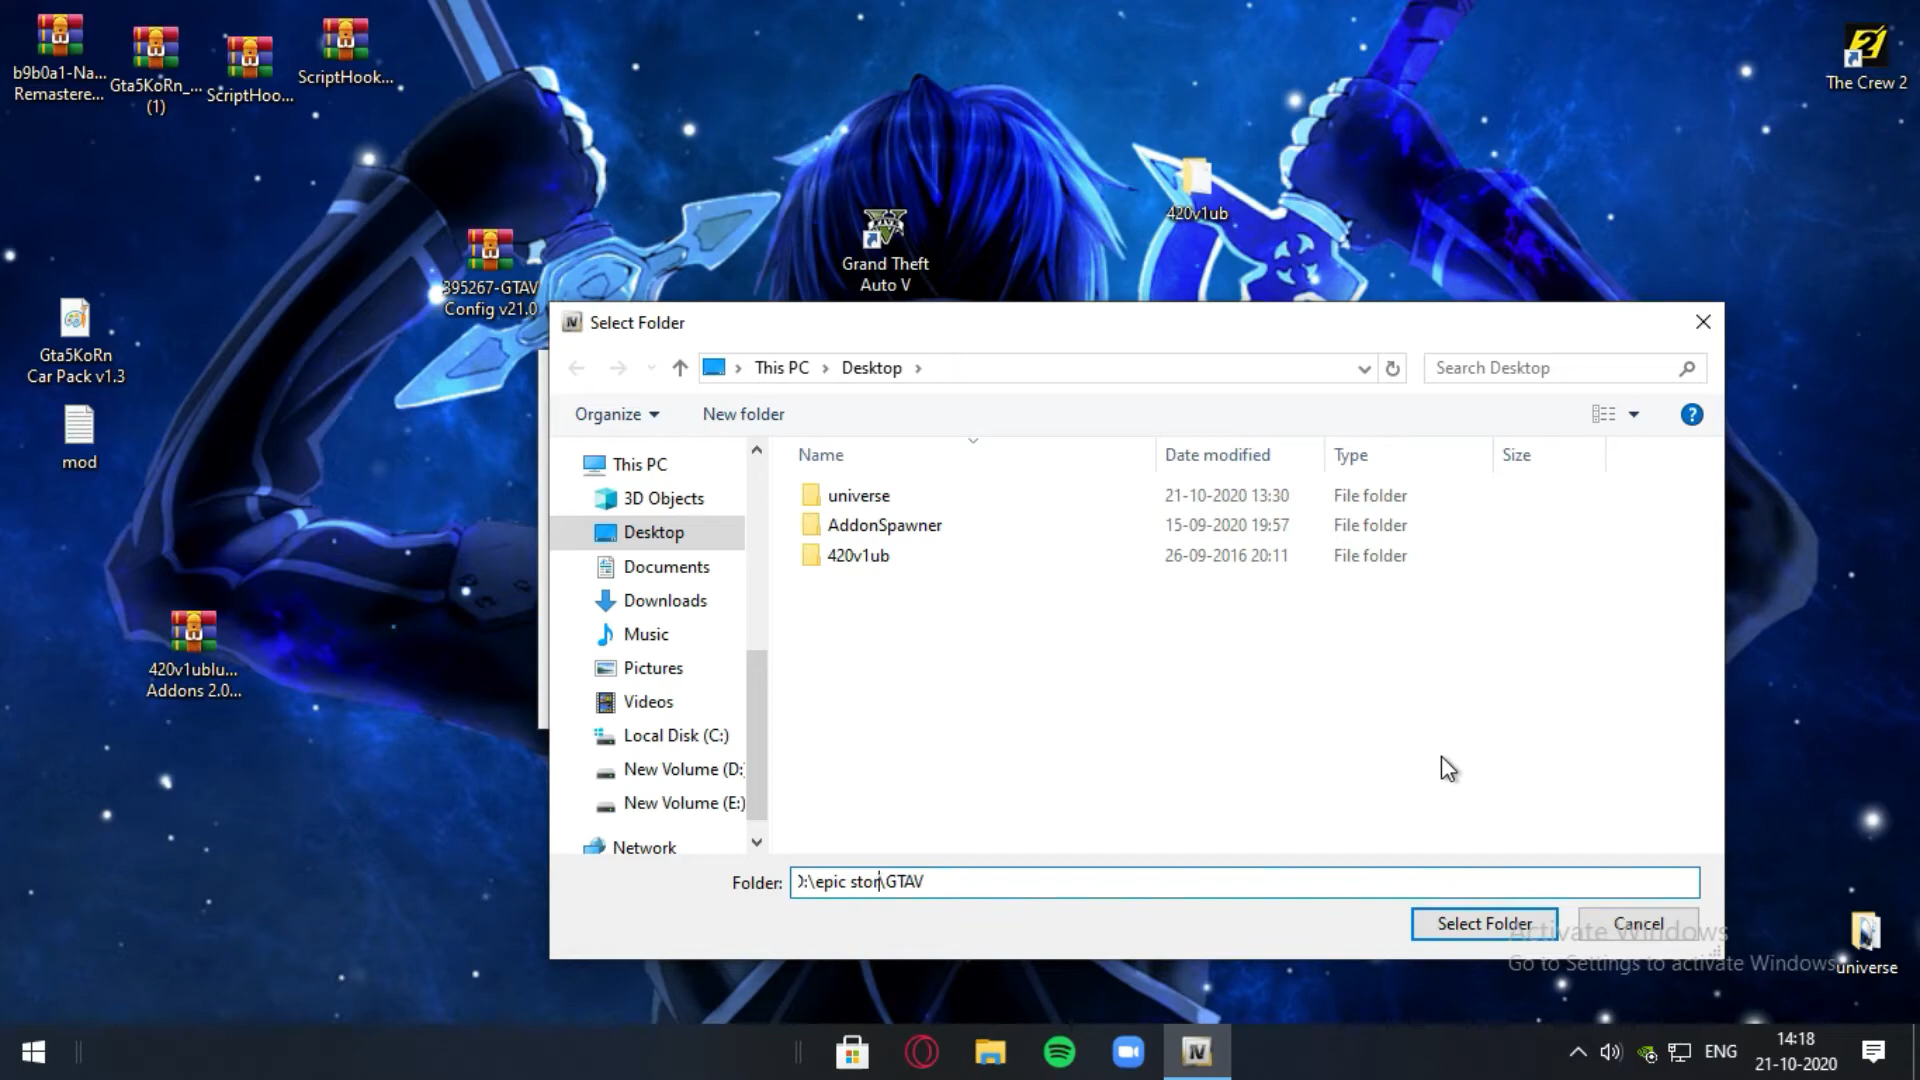 b9b0a1-Na...
Remastere...
Gta5KoRn_...
(1)
ScriptHoo...
ScriptHook...
The Crew 2
420v1ub
Grand Theft
Auto V
395267-GTAV
Config v21.0
Gta5KoRn
Car Pack v1.3
mod
420v1ublu...
Addons 2.0...
IV
Select Folder
This PC
Desktop
Search Desktop
Organize
New folder
?
Name
Date modified
Type
Size
This PC
3D Objects
Desktop
Documents
Downloads
Music
Pictures
Videos
Local Disk (C:)
New Volume (D:
New Volume (E:)
Network
universe
21-10-2020 13:30
File folder
AddonSpawner
15-09-2020 19:57
File folder
420v1ub
26-09-2016 20:11
File folder
Folder:
:\epic stor\GTAV
Select Folder
Cancel
Activate Windows
Go to Settings to activate Windows.
universe
IV
ENG
14:18
21-10-2020